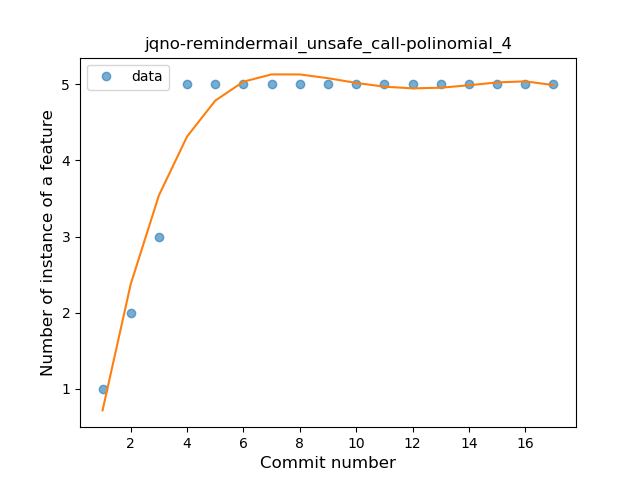 jqno-remindermail_unsafe_call-polinomial_4
data
Number of instance of a feature
5
4
3
2
1
2 4 6 8 10 12 14 16
Commit number